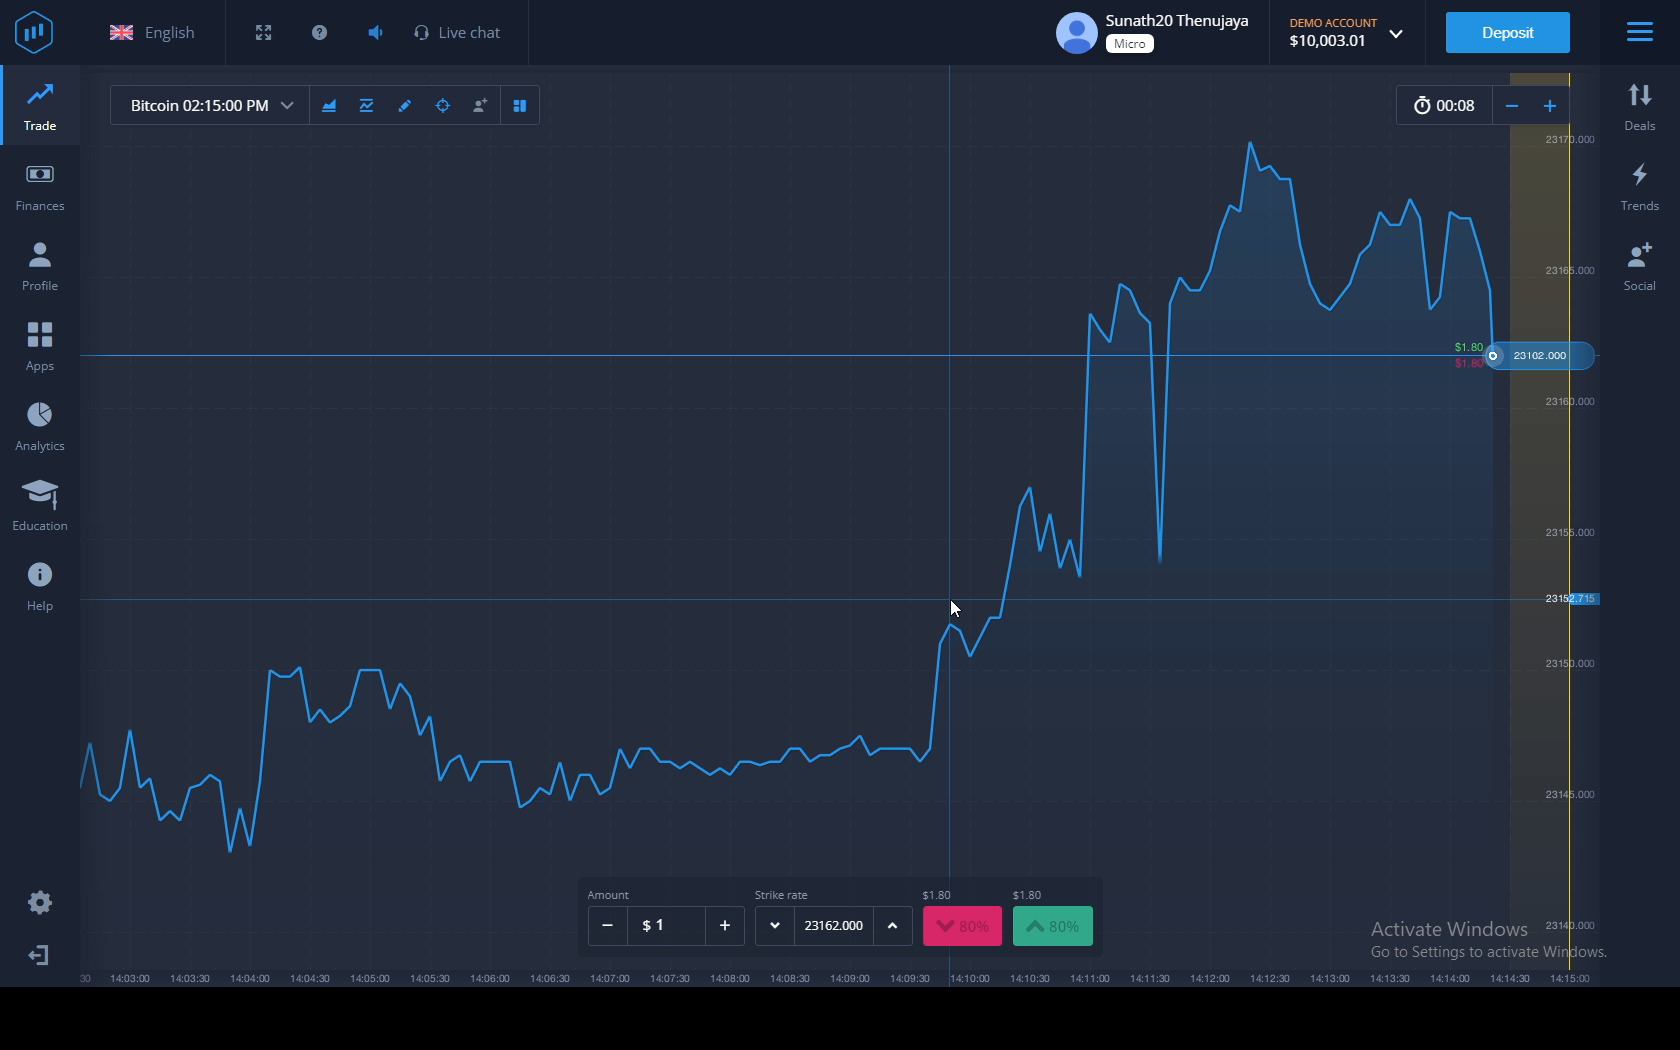 English
Live chat
Sunath20 Thenujaya
Micro
DEMO ACCOUNT
$10,003.01
Deposit
Trade
Finances
Profile
Apps
Analytics
Education
Help
Bitcoin 02:15:00 PM
00:08
Deals
Trends
Social
23170.000
23165.000
$1.80
$1.80
23102.000
23160.000
23155.000
23152.715
23150.000
23145.000
23140.000
Amount
Strike rate
$1.80
$1.80
$ 1
23162.000
80%
80%
Activate Windows
Go to Settings to activate Windows.
30 14:03:00 14:03:30 14:04:00 14:04:30 14:05:00 14:05:30 14:06:00 14:06:30 14:07:00 14:07:30 14:08:00 14:08:30 14:09:00 14:09:30 14:10:00 14:10:30 14:11:00 14:11:30 14:12:00 14:12:30 14:13:00 14:13:30 14:14:00 14:14:30 14:15:00